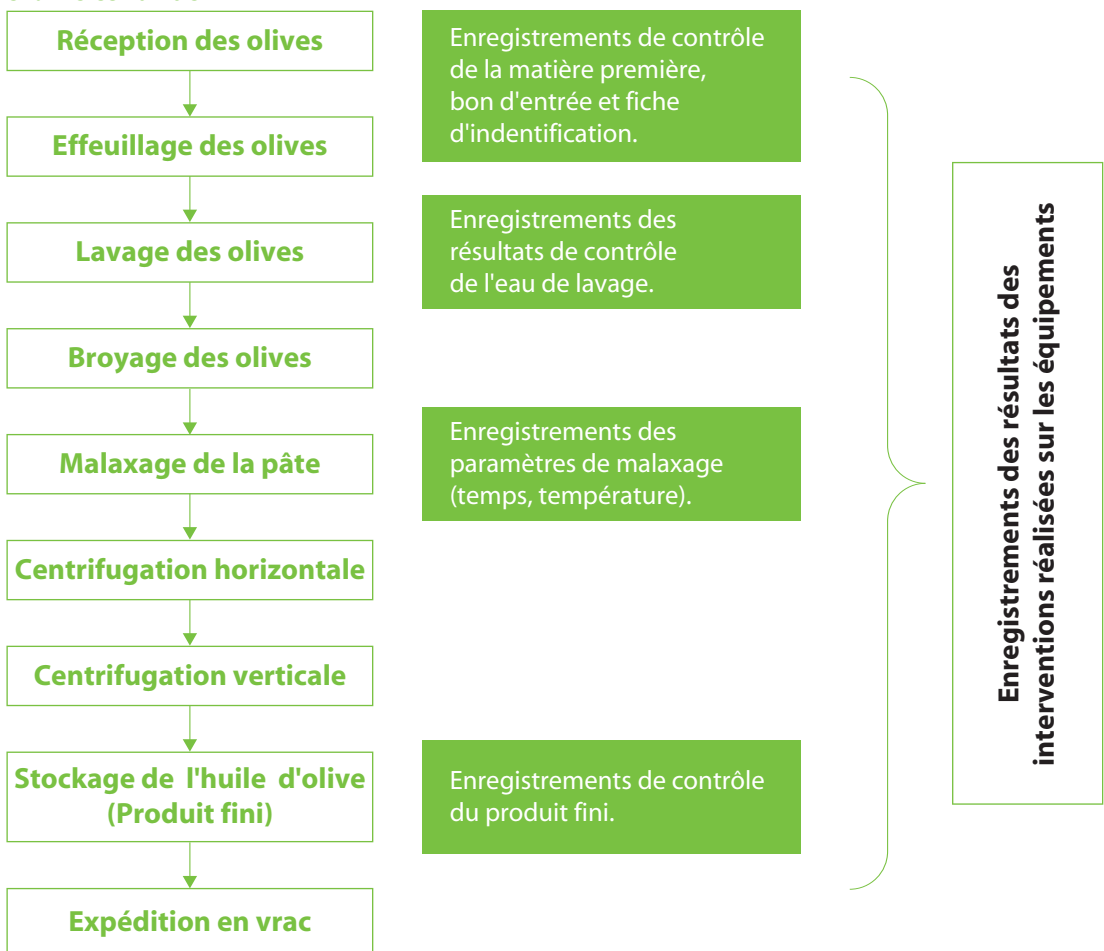 Réception des olives
Enregistrements de contrôle
de la matière première,
bon d'entrée et fiche
d'indentification.
Effeuillage des olives
Lavage des olives
Enregistrements des
résultats de contrôle
de l'eau de lavage.
Broyage des olives
Malaxage de la pâte
Enregistrements des
paramètres de malaxage
(temps, température).
Centrifugation horizontale
Centrifugation verticale
Stockage de l'huile d'olive
(Produit fini)
Enregistrements de contrôle
du produit fini.
Expédition en vrac
Enregistrements des résultats des
interventions réalisées sur les équipements